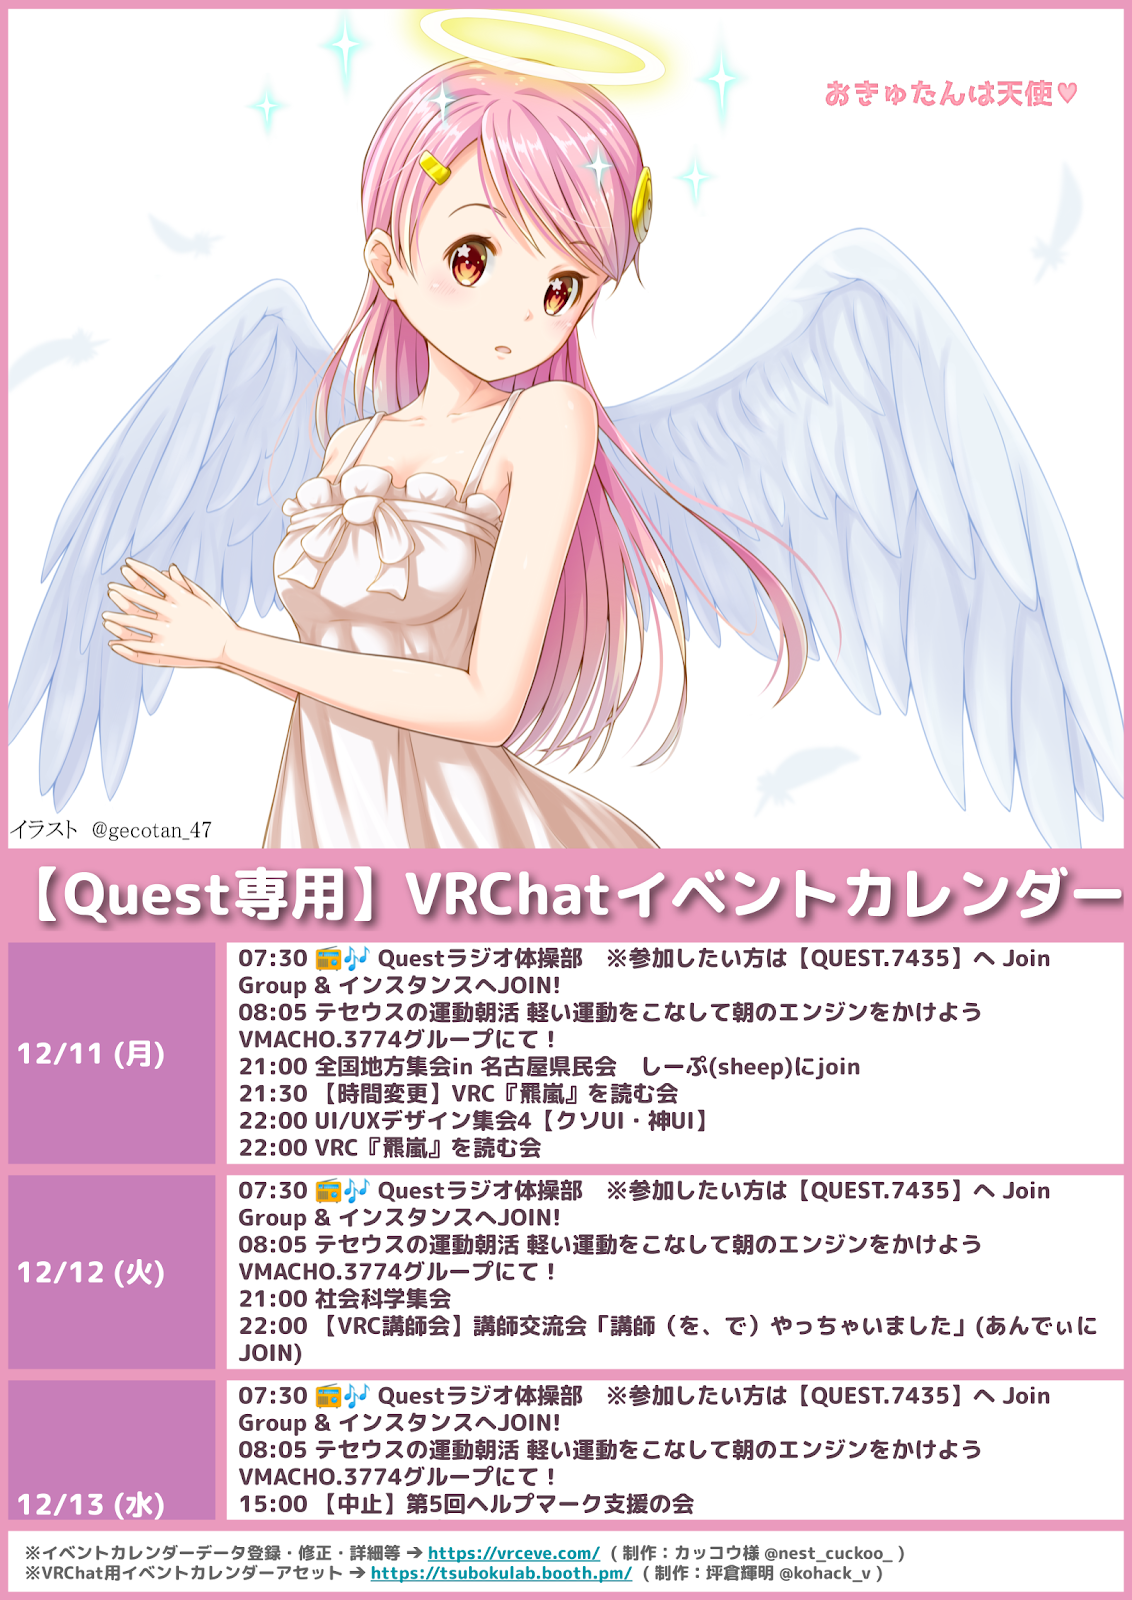 おきゅたんは天使♥
イラスト @gecotan_47
【Quest専用】VRChatイベントカレンダー
12/11 (月)
07:30 📻🎶 Questラジオ体操部　※参加したい方は【QUEST.7435】へ Join
Group & インスタンスへJOIN!
08:05 テセウスの運動朝活 軽い運動をこなして朝のエンジンをかけよう
VMACHO.3774グループにて！
21:00 全国地方集会in 名古屋県民会　しーぷ(sheep)にjoin
21:30 【時間変更】VRC『羆嵐』を読む会
22:00 UI/UXデザイン集会4【クソUI・神UI】
22:00 VRC『羆嵐』を読む会
12/12 (火)
07:30 📻🎶 Questラジオ体操部　※参加したい方は【QUEST.7435】へ Join
Group & インスタンスへJOIN!
08:05 テセウスの運動朝活 軽い運動をこなして朝のエンジンをかけよう
VMACHO.3774グループにて！
21:00 社会科学集会
22:00 【VRC講師会】講師交流会「講師（を、で）やっちゃいました」(あんでぃに
JOIN)
12/13 (水)
07:30 📻🎶 Questラジオ体操部　※参加したい方は【QUEST.7435】へ Join
Group & インスタンスへJOIN!
08:05 テセウスの運動朝活 軽い運動をこなして朝のエンジンをかけよう
VMACHO.3774グループにて！
15:00 【中止】第5回ヘルプマーク支援の会
※イベントカレンダーデータ登録・修正・詳細等 ➔ https://vrceve.com/ ( 制作：カッコウ様 @nest_cuckoo_ )
※VRChat用イベントカレンダーアセット ➔ https://tsubokulab.booth.pm/ ( 制作：坪倉輝明 @kohack_v )